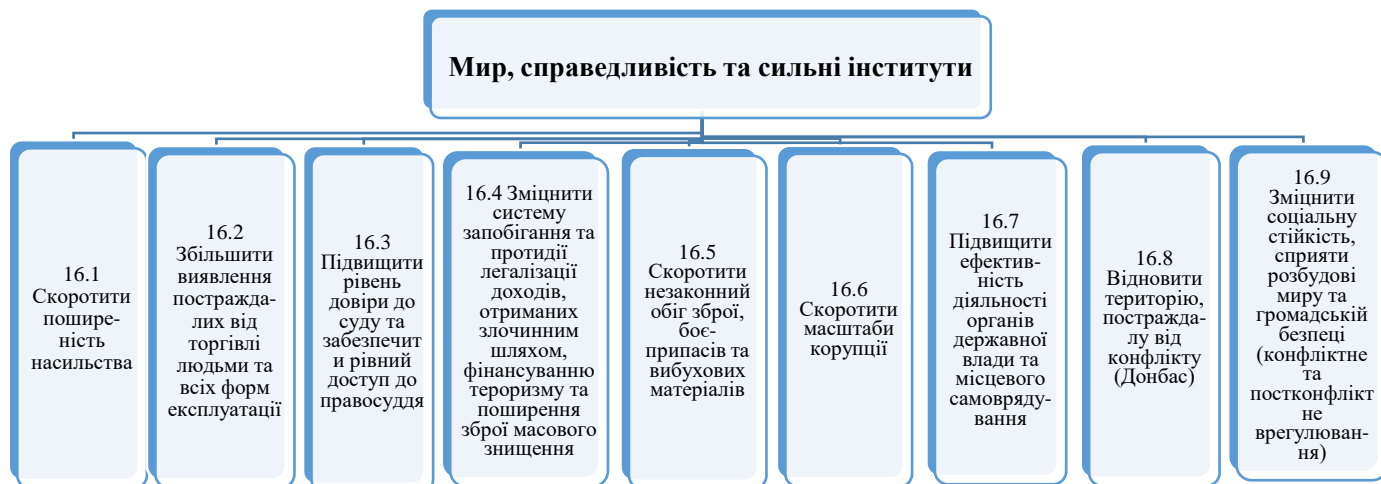 Мир, справедливість та сильні інститути
16.1
Скоротити
пошире-
ність
насильства
16.2
Збільшити
виявлення
постражда-
лих від
торгівлі
людьми та
всіх форм
експлуатації
16.3
Підвищити
рівень
довіри до
суду та
забезпечит
и рівний
доступ до
правосуддя
16.4 Зміцнити
систему
запобігання та
протидії
легалізації
доходів,
отриманих
злочинним
шляхом,
фінансуванню
тероризму та
поширення
зброї масового
знищення
16.5
Скоротити
незаконний
обіг зброї,
боє-
припасів та
вибухових
матеріалів
16.6
Скоротити
масштаби
корупції
16.7
Підвищити
ефектив-
ність
діяльності
органів
державної
влади та
місцевого
самовряду-
вання
16.8
Відновити
територію,
постражда-
лу від
конфлікту
(Донбас)
16.9
Зміцнити
соціальну
стійкість,
сприяти
розбудові
миру та
громадській
безпеці
(конфліктне
та
постконфлікт
не
врегулюван-
ня)